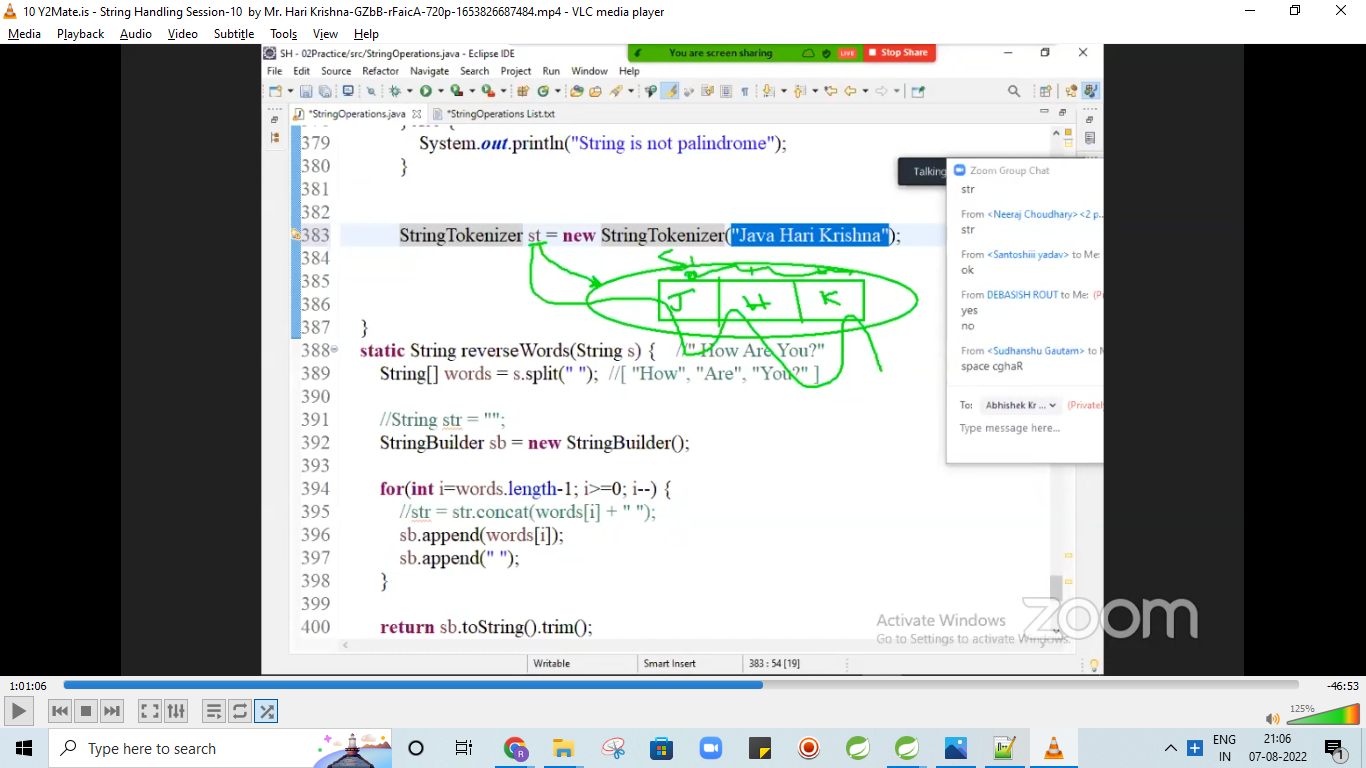 10 Y2Mate.is - String Handling Session-10 by Mr. Hari Krishna-GZbB-rFaicA-720p-1653826687484.mp4 - VLC media player
Media Playback Audio Video Subtitle Tools View Help
SH - 02Practice/src/StringOperations.java - Eclipse IDE
You are screen sharing LIVE Stop Share
File Edit Source Refactor Navigate Search Project Run Window Help
*StringOperations.java *StringOperations List.txt
379 System.out.println("String is not palindrome");
380 }
381
382
383 StringTokenizer st = new StringTokenizer("Java Hari Krishna");
384
385
386
387 }
J H K
388 static String reverseWords(String s) { //" How Are You?"
389 String[] words = s.split(" "); //[ "How", "Are", "You?" ]
390
391 //String str = "";
392 StringBuilder sb = new StringBuilder();
393
394 for(int i=words.length-1; i>=0; i--) {
395 //str = str.concat(words[i] + " ");
396 sb.append(words[i]);
397 sb.append(" ");
398 }
399
400 return sb.toString().trim();
Talking
Zoom Group Chat
str
From <Neeraj Choudhary> <2 p..
str
From <Santoshiii yadav> to Me:
ok
From DEBASISH ROUT to Me: (P
yes
no
From <Sudhanshu Gautam> to M
space cghaR
To: Abhishek Kr ... (Privately
Type message here...
Activate Windows
Go to Settings to activate Windows.
zoom
Writable Smart Insert 383 : 54 [19]
1:01:06 -46:53
125%
Type here to search
R
ENG
IN
21:06
07-08-2022
1